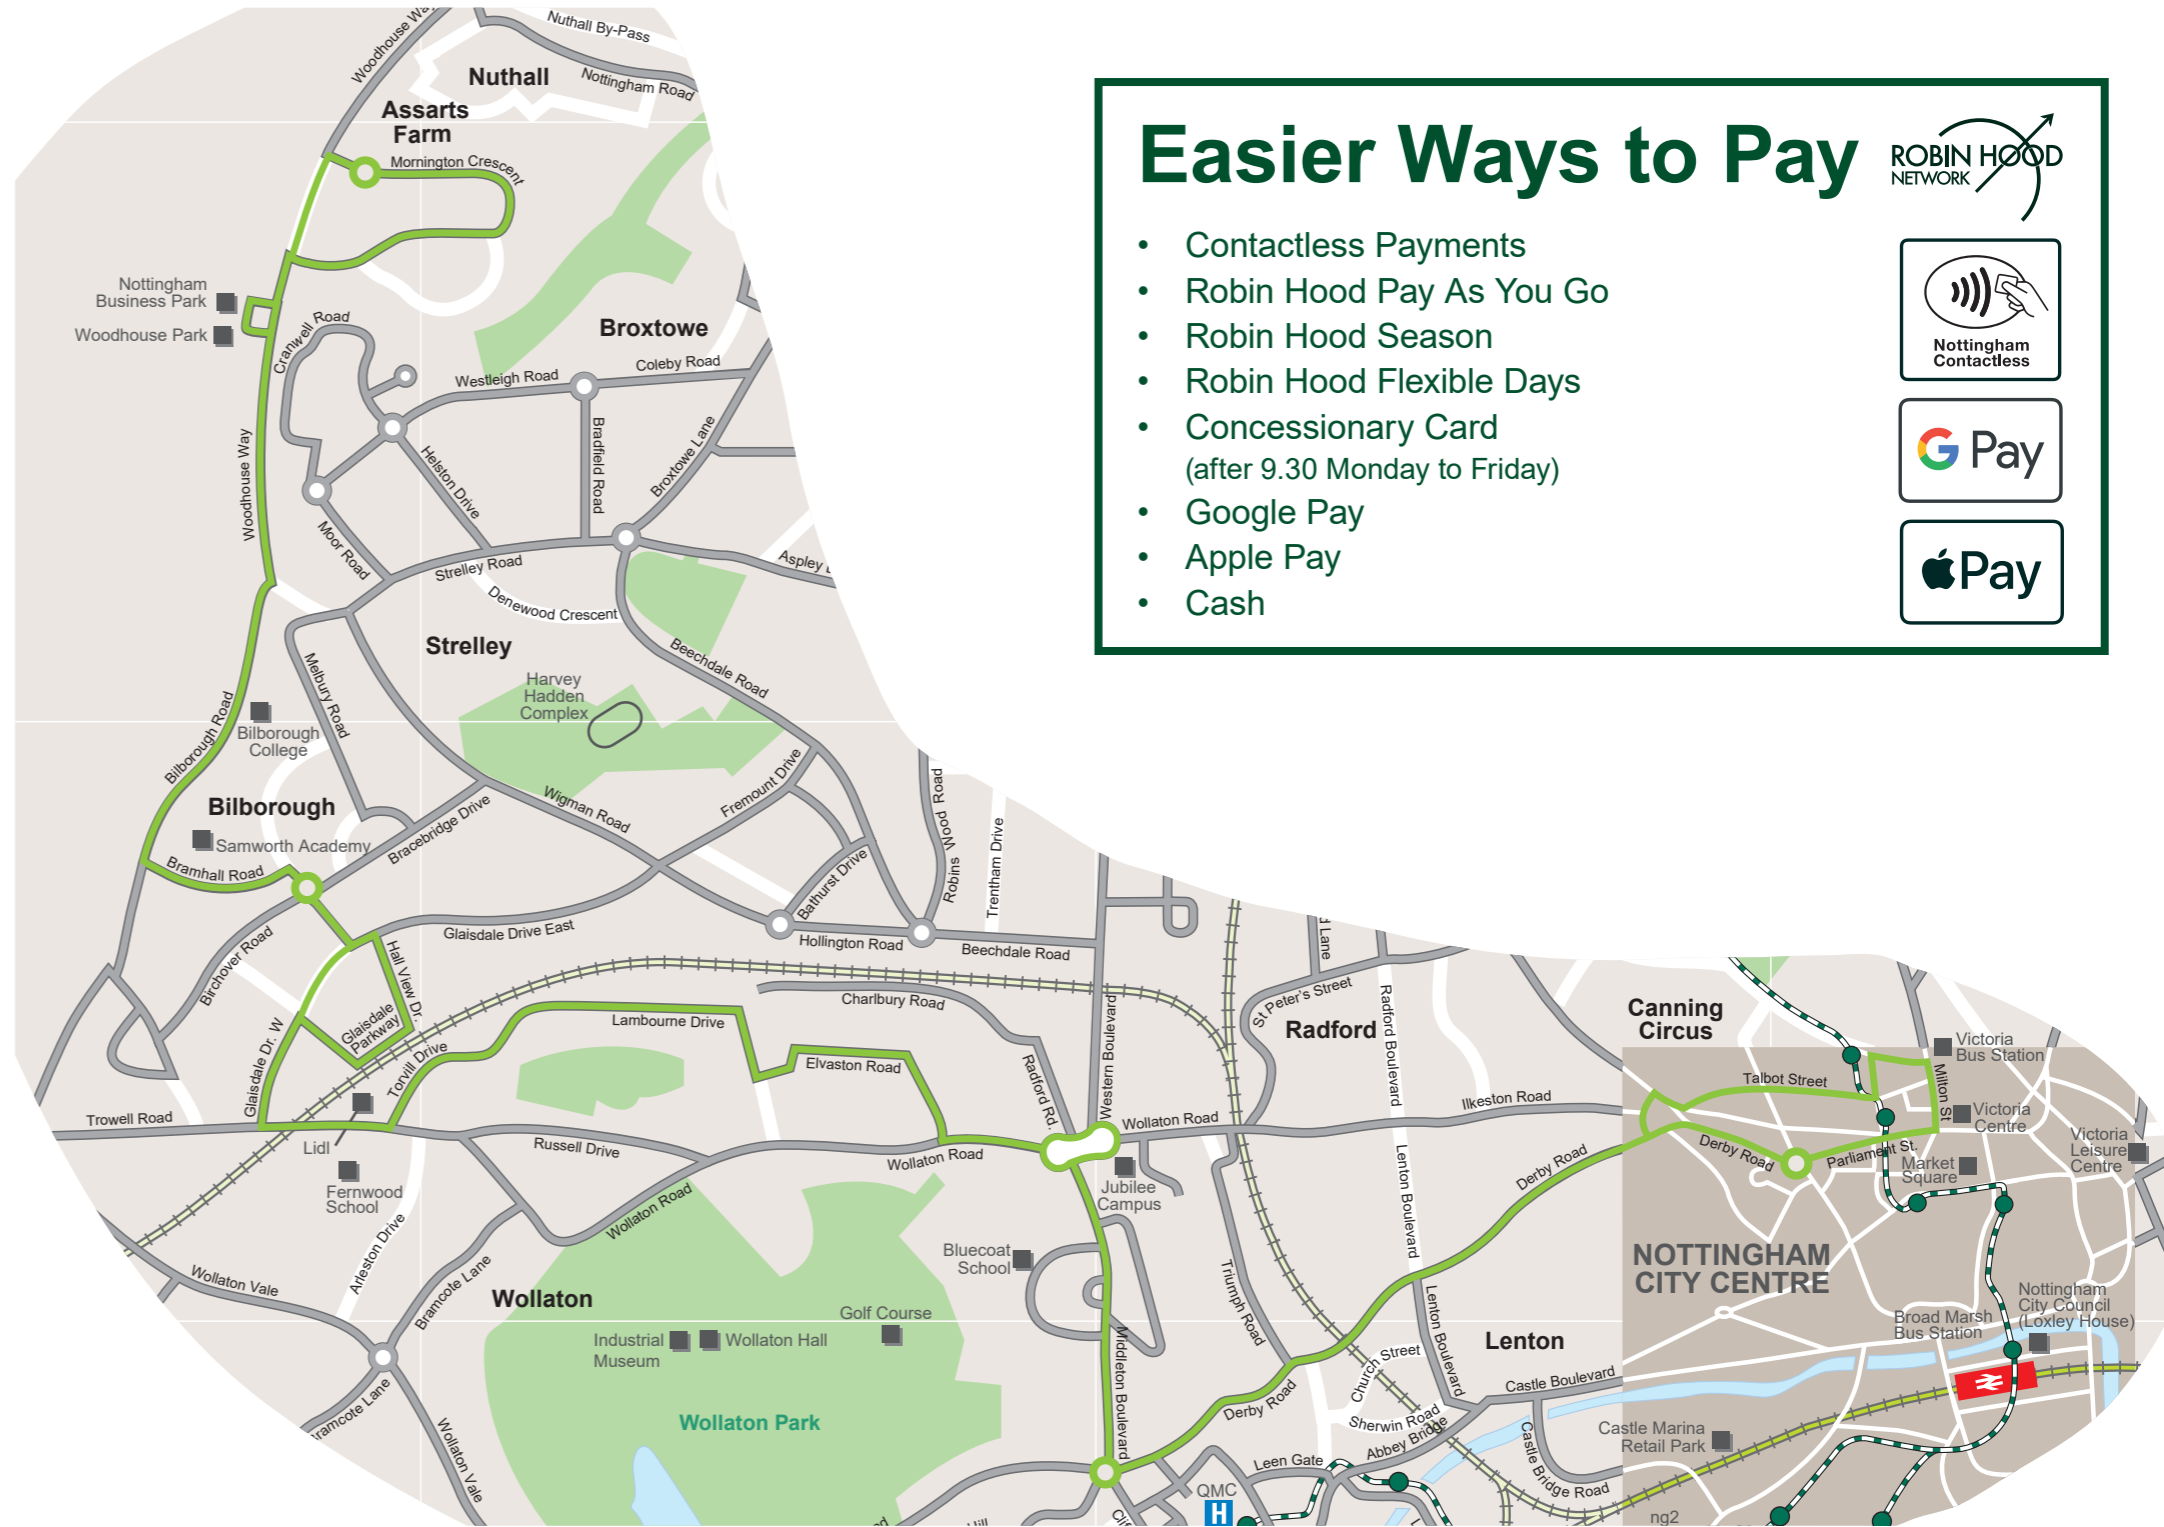 Easier Ways to Pay
ROBIN HOOD
NETWORK
• Contactless Payments
• Robin Hood Pay As You Go
• Robin Hood Season
• Robin Hood Flexible Days
• Concessionary Card
(after 9.30 Monday to Friday)
• Google Pay
• Apple Pay
• Cash
Nottingham
Contactless
G Pay
Pay
Nuthall By-Pass
Nottingham Road
Nuthall
Assarts
Farm
Mornington Crescent
Nottingham
Business Park
Woodhouse Park
Cranwell Road
Broxtowe
Westleigh Road
Coleby Road
Bradfield Road
Broxtowe Lane
Helston Drive
Woodhouse Way
Moor Road
Strelley Road
Aspley
Denewood Crescent
Strelley
Beechdale Road
Harvey
Hadden
Complex
Melbury Road
Bilborough Road
Bilborough
College
Bilborough
Samworth Academy
Bramhall Road
Bracebridge Drive
Wigman Road
Fremount Drive
Bathurst Drive
Robins Wood Road
Trentham Drive
Hollington Road
Beechdale Road
Glaisdale Drive East
Birchover Road
Hall View Dr.
Glaisdale
Parkway
Glaisdale Dr. W
Torvill Drive
Lambourne Drive
Charlbury Road
Elvaston Road
Radford Rd.
Western Boulevard
St Peter's Street
Lane
Radford
Radford Boulevard
Ilkeston Road
Wollaton Road
Trowell Road
Lidl
Fernwood
School
Russell Drive
Wollaton Road
Wollaton Road
Jubilee
Campus
Bluecoat
School
Arleston Drive
Bramcote Lane
Wollaton Vale
Wollaton
Industrial
Museum
Wollaton Hall
Golf Course
Wollaton Park
Wollaton Vale
Middleton Boulevard
Triumph Road
Derby Road
Lenton Boulevard
Lenton Boulevard
Derby Road
Church Street
Sherwin Road
Abbey Bridge
Leen Gate
QMC
H
Lenton
Castle Boulevard
Castle Bridge Road
Canning
Circus
Talbot Street
Derby Road
Parliament St.
Milton St.
Victoria
Bus Station
Victoria
Centre
Market
Square
Victoria
Leisure
Centre
NOTTINGHAM
CITY CENTRE
Broad Marsh
Bus Station
Nottingham
City Council
(Loxley House)
Castle Marina
Retail Park
ng2